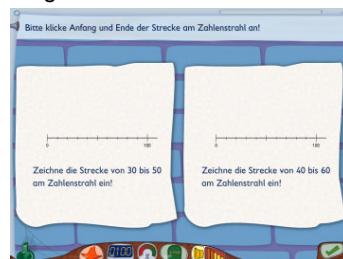 Bitte klicke Anfang und Ende der Strecke am Zahlenstrahl an!
0 100
0 100
Zeichne die Strecke von 30 bis 50
am Zahlenstrahl ein!
Zeichne die Strecke von 40 bis 60
am Zahlenstrahl ein!